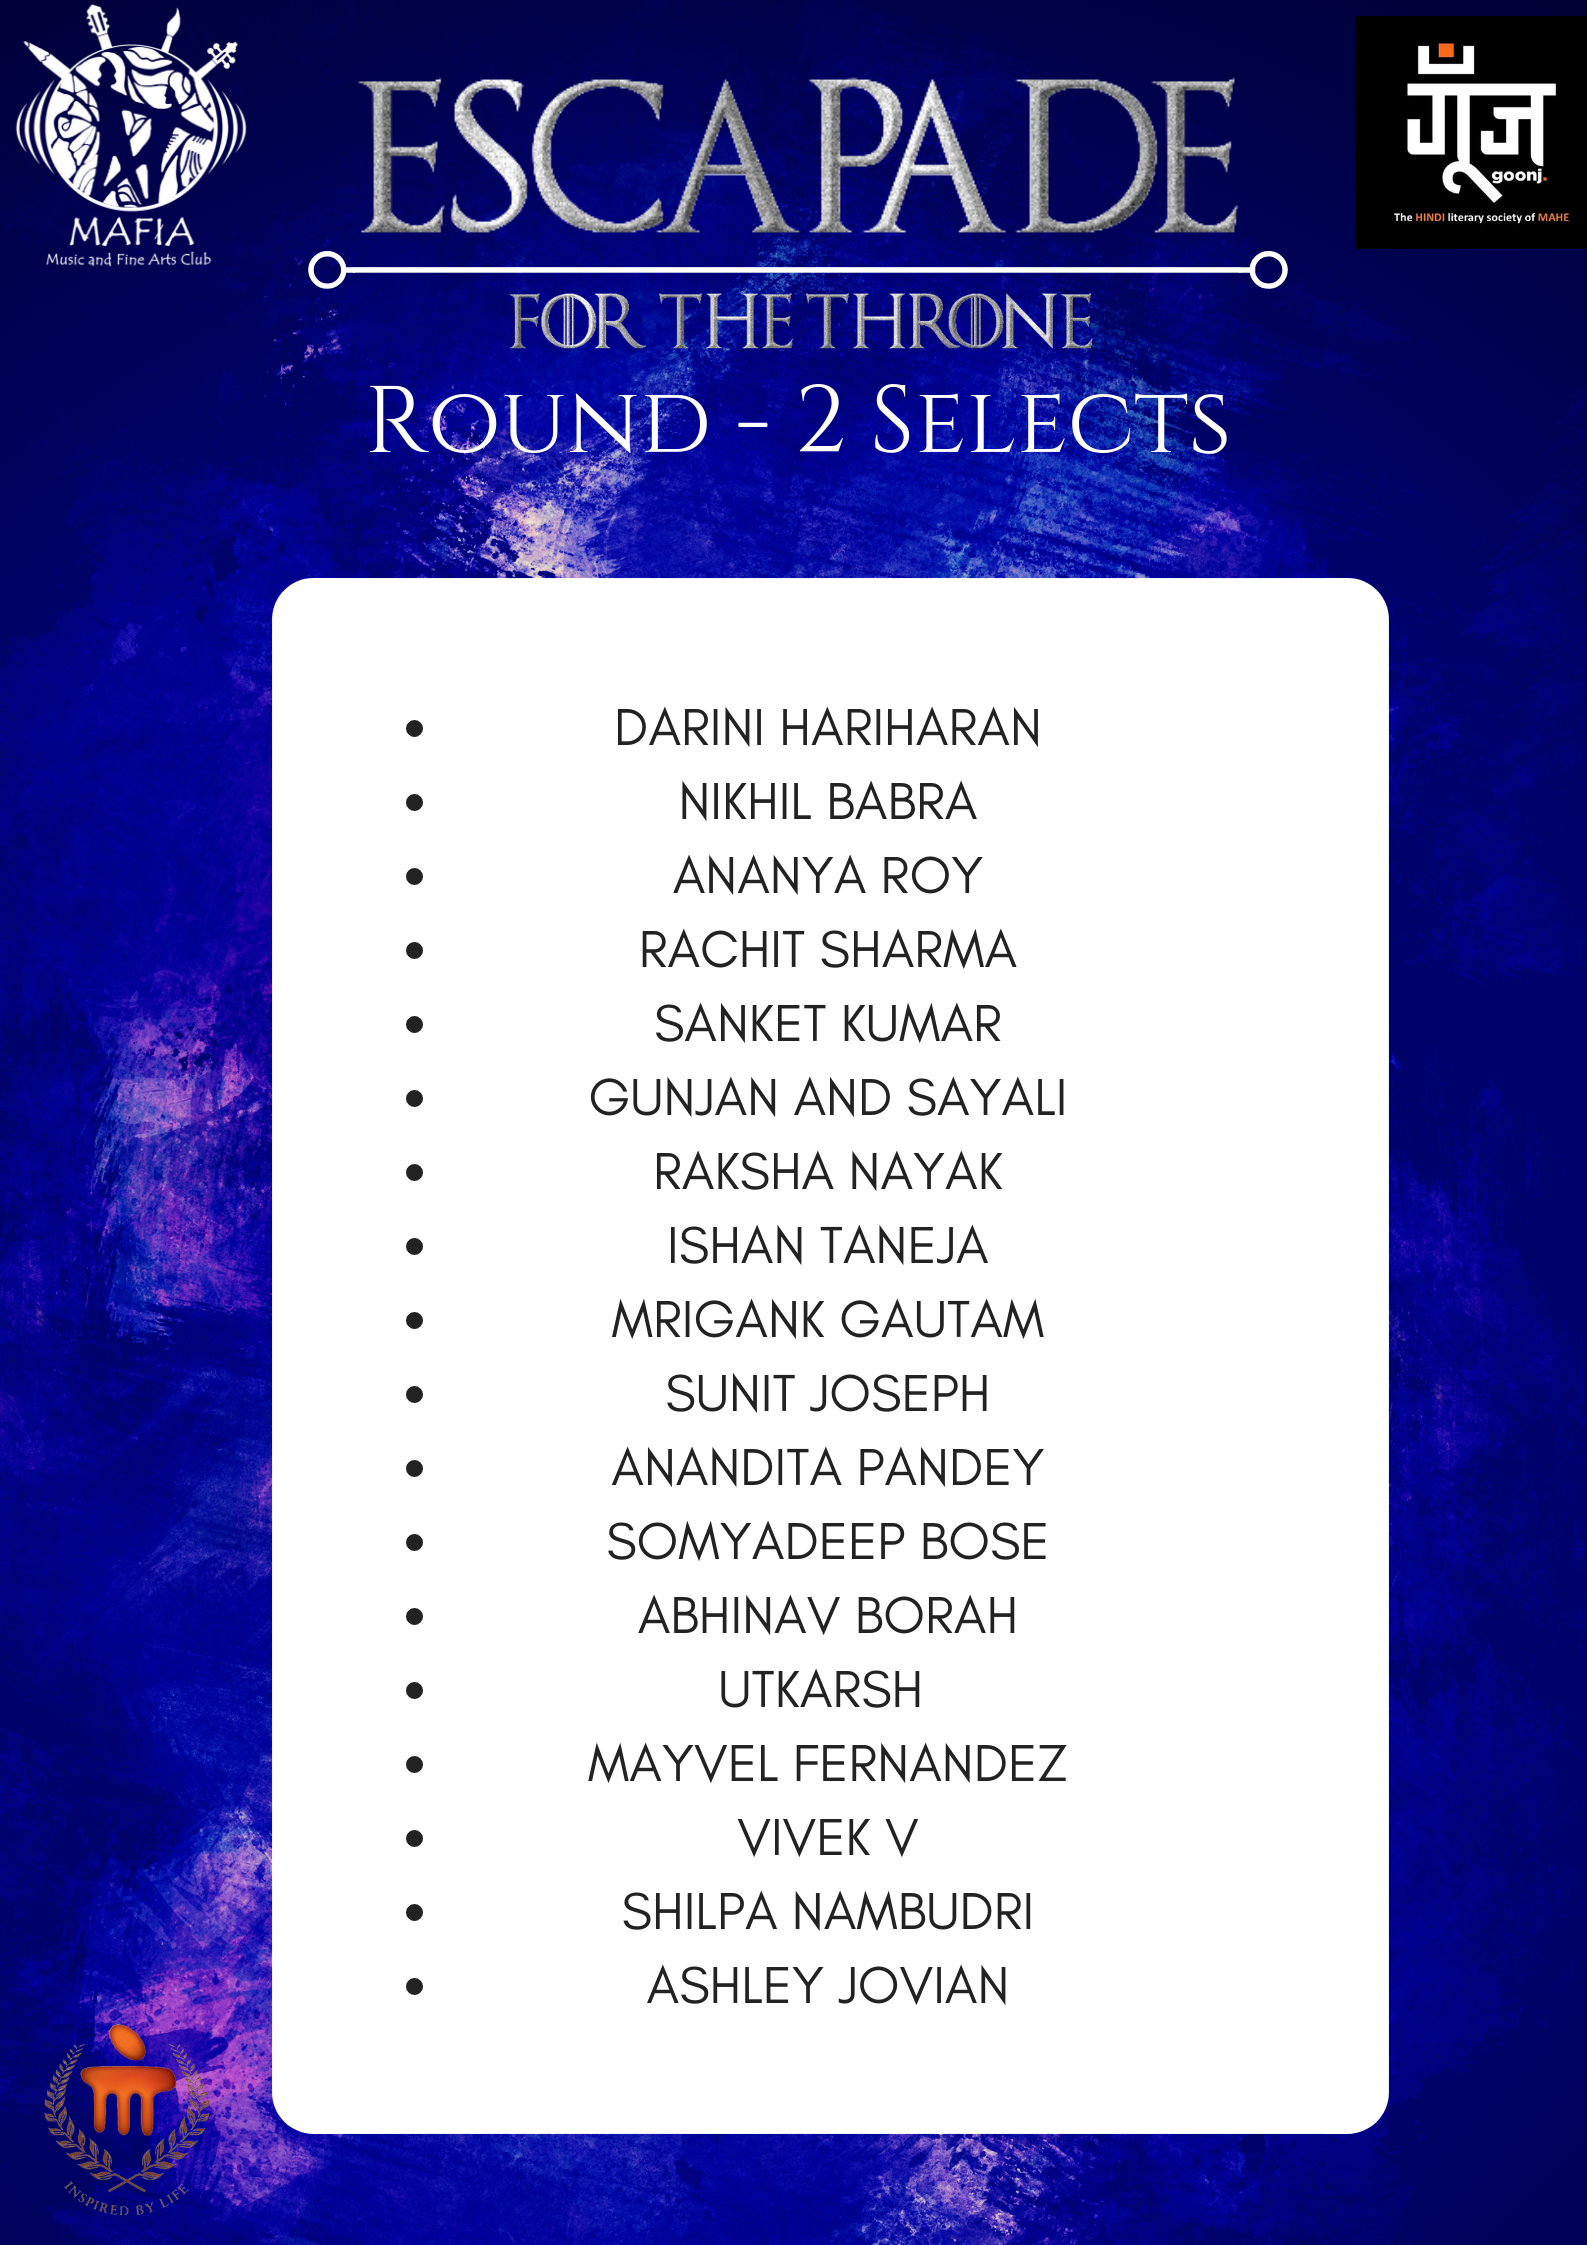 MAFIA
Music and Fine Arts Club
ESCAPADE
गूँज
goonj.
The HINDI literary society of MAHE
FOR THE THRONE
ROUND - 2 SELECTS
• DARINI HARIHARAN
• NIKHIL BABRA
• ANANYA ROY
• RACHIT SHARMA
• SANKET KUMAR
• GUNJAN AND SAYALI
• RAKSHA NAYAK
• ISHAN TANEJA
• MRIGANK GAUTAM
• SUNIT JOSEPH
• ANANDITA PANDEY
• SOMYADEEP BOSE
• ABHINAV BORAH
• UTKARSH
• MAYVEL FERNANDEZ
• VIVEK V
• SHILPA NAMBUDRI
• ASHLEY JOVIAN
INSPIRED BY LIFE